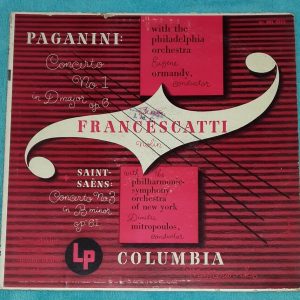 PAGANINI:
Concerto
No 1
in D major
op 6
with the
philadelphia
orchestra
Eugene
ormandy,
conductor
FRANCESCATTI
violin
SAINT-
SAËNS:
Concerto No 3
in B minor
op 61
with the
philharmonic-
symphony
orchestra
of new york
Dimitri
mitropoulos,
conductor
Lp
COLUMBIA